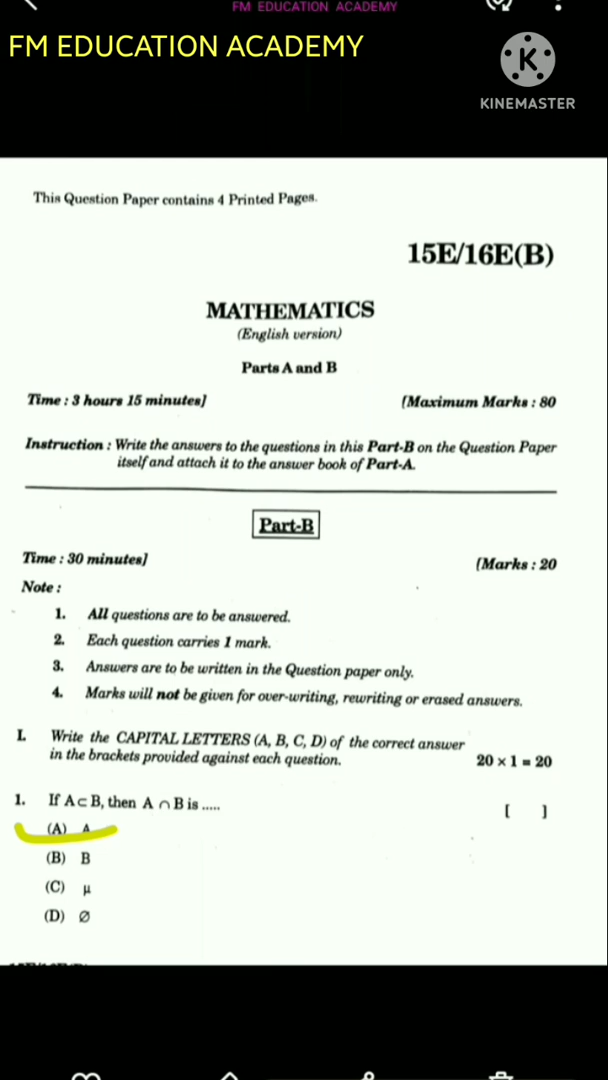 FM EDUCATION ACADEMY
FM EDUCATION ACADEMY
KINEMASTER
This Question Paper contains 4 Printed Pages.
15E/16E(B)
MATHEMATICS
(English version)
Parts A and B
Time : 3 hours 15 minutes] [Maximum Marks : 80
Instruction : Write the answers to the questions in this Part-B on the Question Paper
itself and attach it to the answer book of Part-A.
Part-B
Time : 30 minutes] [Marks : 20
Note :
1. All questions are to be answered.
2. Each question carries 1 mark.
3. Answers are to be written in the Question paper only.
4. Marks will not be given for over-writing, rewriting or erased answers.
I. Write the CAPITAL LETTERS (A, B, C, D) of the correct answer
in the brackets provided against each question. 20 × 1 = 20
1. If A ⊂ B, then A ∩ B is ..... [ ]
(A) A
(B) B
(C) μ
(D) ∅